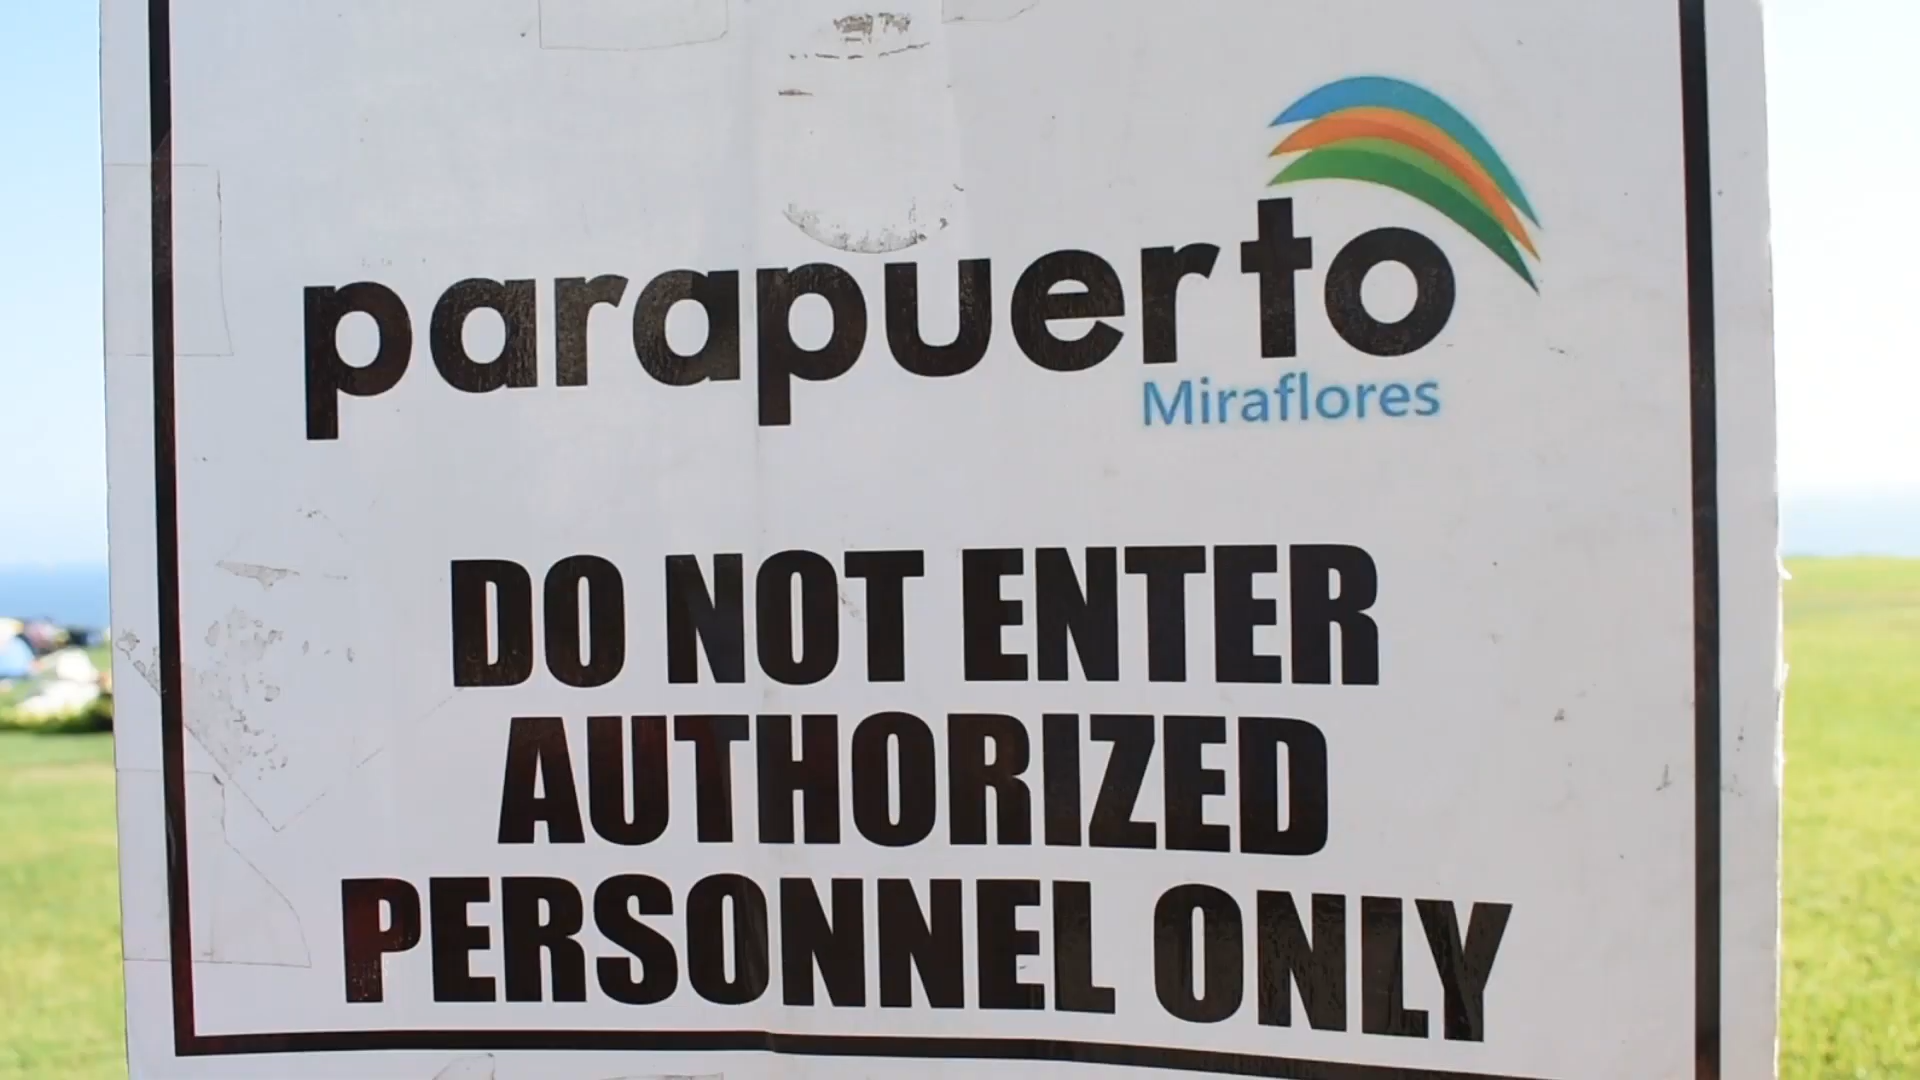 parapuerto
Miraflores
DO NOT ENTER
AUTHORIZED
PERSONNEL ONLY